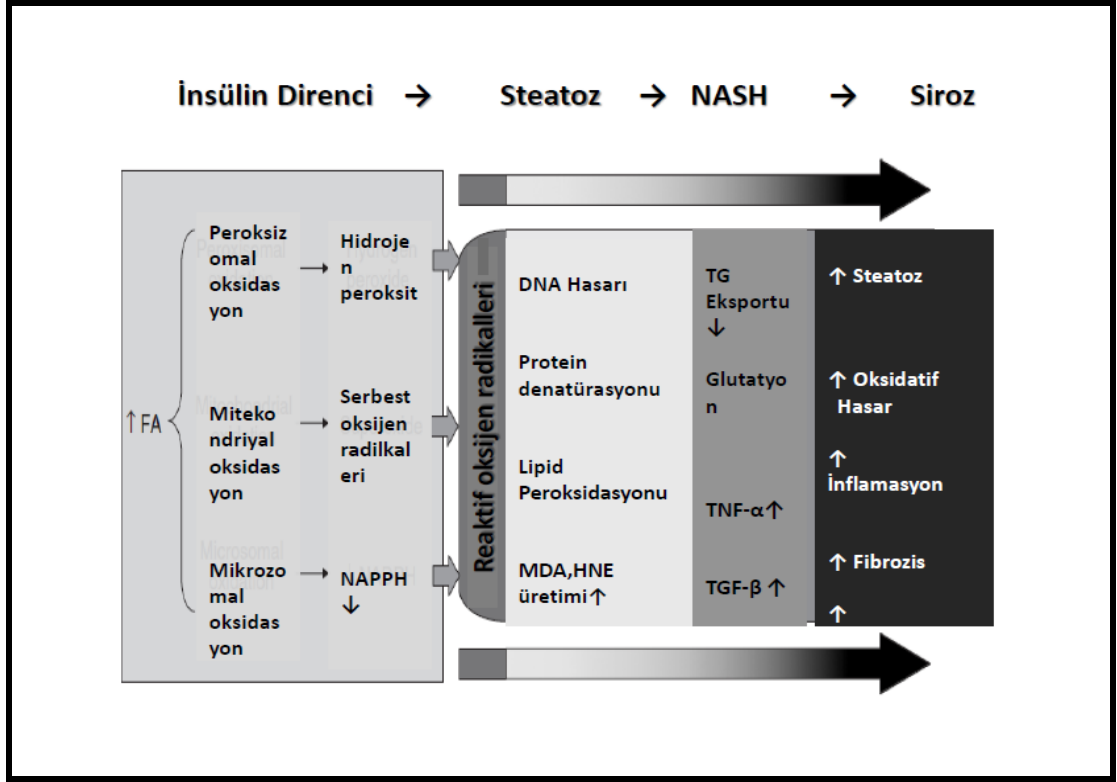 İnsülin Direnci → Steatoz → NASH → Siroz
↑ FA
Peroksiz
omal
oksidas
yon
Hidroje
n
peroksit
Miteko
ndriyal
oksidas
yon
Serbest
oksijen
radilkal
eri
Mikrozo
mal
oksidas
yon
NAPPH
↓
Reaktif oksijen radikalleri
DNA Hasarı
Protein
denatürasyonu
Lipid
Peroksidasyonu
MDA,HNE
üretimi↑
TG
Eksportu
↓
Glutatyo
n
TNF-α↑
TGF-β ↑
↑ Steatoz
↑ Oksidatif
Hasar
↑
İnflamasyon
↑ Fibrozis
↑